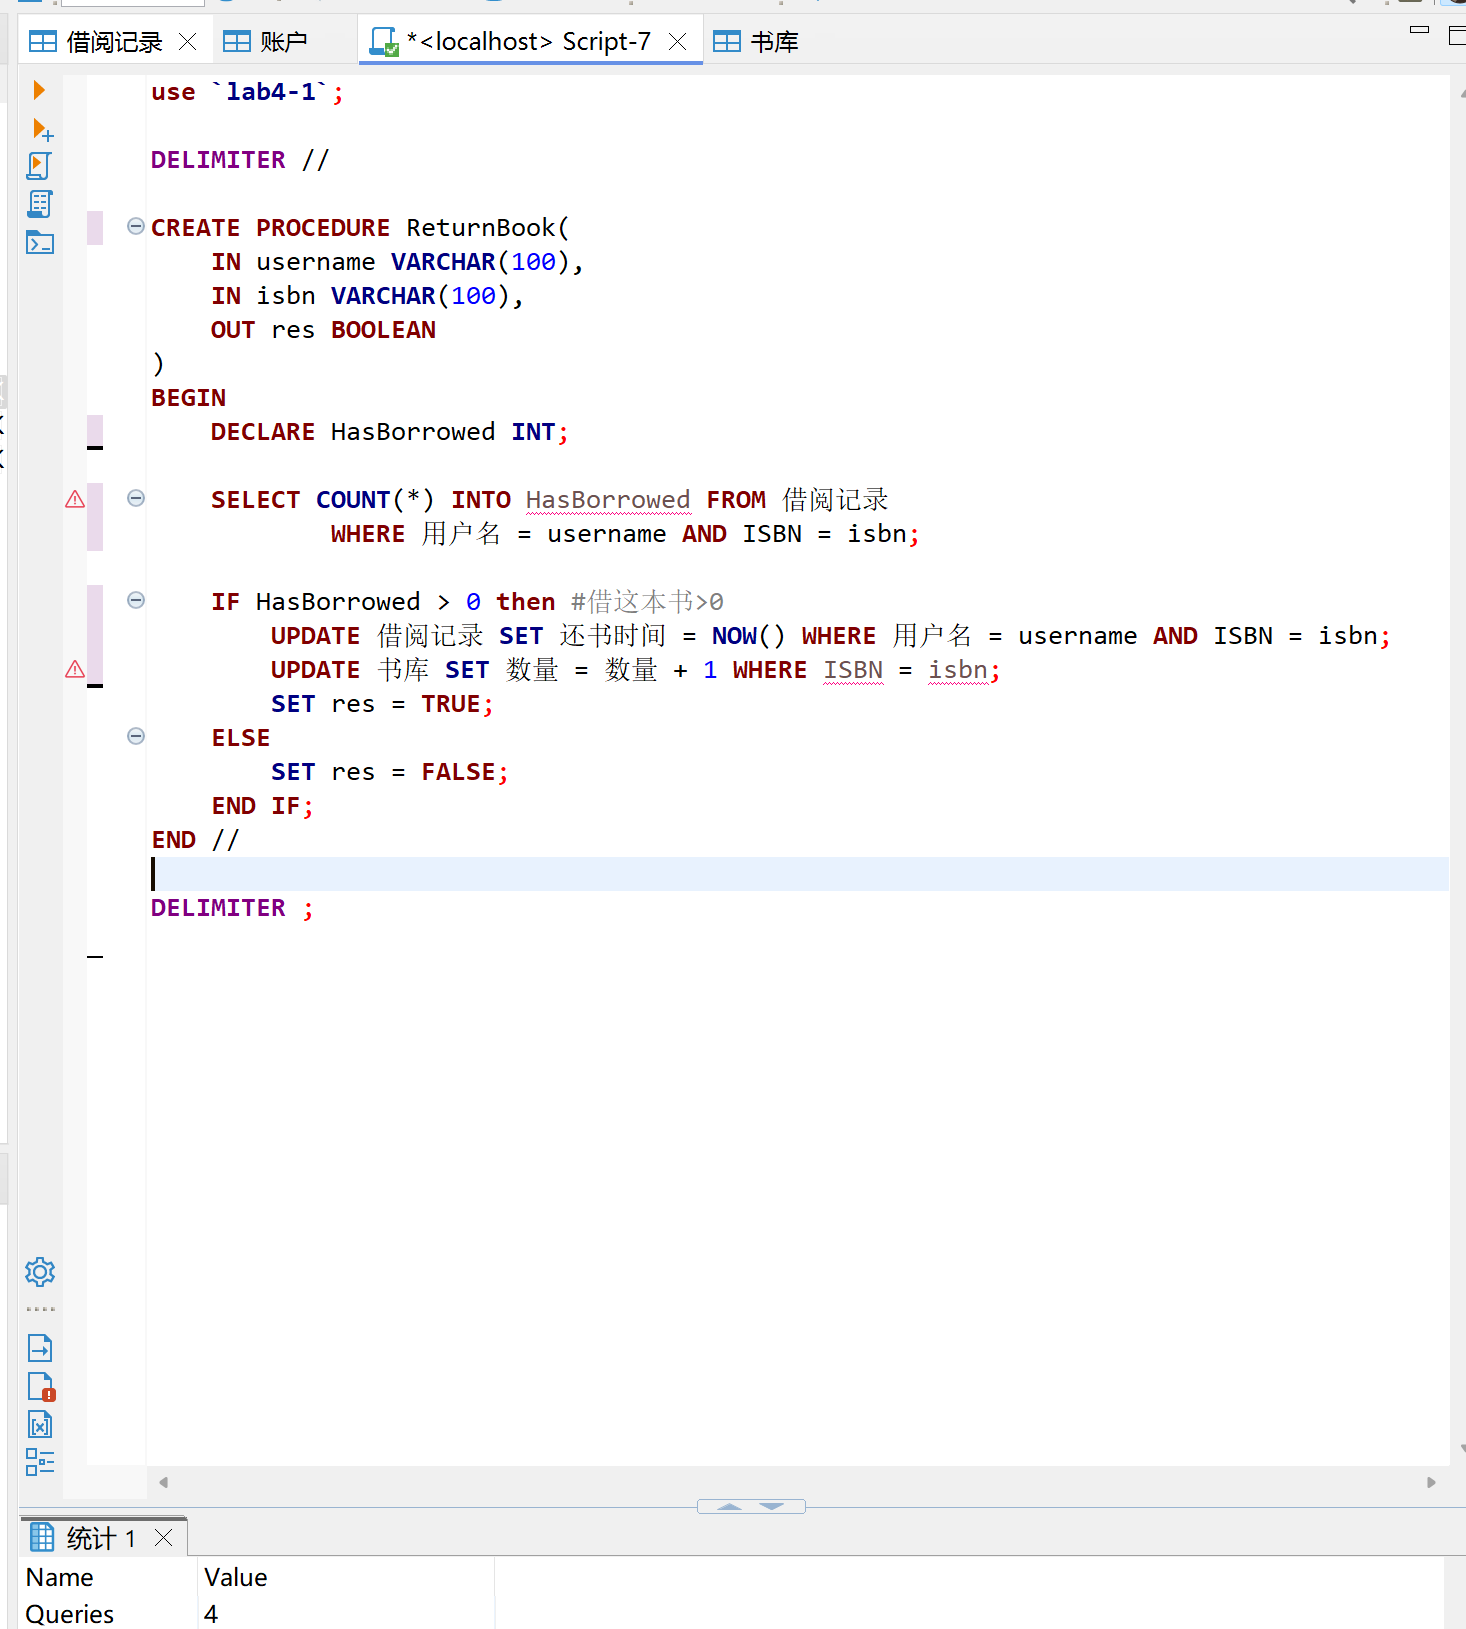 借阅记录 账户 *<localhost> Script-7 书库
use `lab4-1`;
DELIMITER //
CREATE PROCEDURE ReturnBook(
IN username VARCHAR(100),
IN isbn VARCHAR(100),
OUT res BOOLEAN
)
BEGIN
DECLARE HasBorrowed INT;
SELECT COUNT(*) INTO HasBorrowed FROM 借阅记录
WHERE 用户名 = username AND ISBN = isbn;
IF HasBorrowed > 0 then #借这本书>0
UPDATE 借阅记录 SET 还书时间 = NOW() WHERE 用户名 = username AND ISBN = isbn;
UPDATE 书库 SET 数量 = 数量 + 1 WHERE ISBN = isbn;
SET res = TRUE;
ELSE
SET res = FALSE;
END IF;
END //
DELIMITER ;
统计 1
Name Value
Queries 4